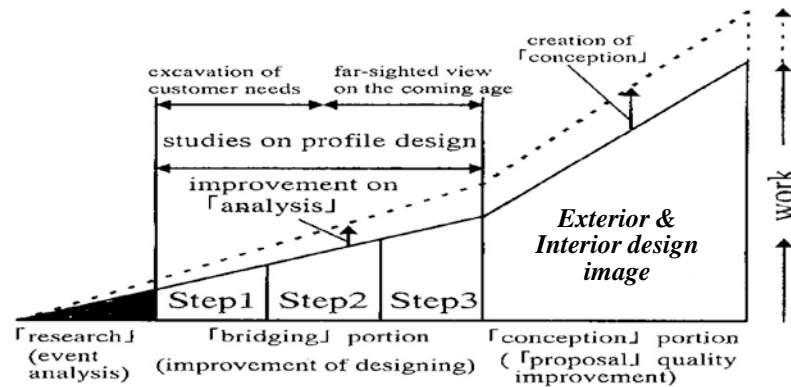 creation of
「conception」
excavation of
customer needs
far-sighted view
on the coming age
studies on profile design
improvement on
「analysis」
work
Exterior &
Interior design
image
Step1
Step2
Step3
「research」
(event
analysis)
「bridging」 portion
(improvement of designing)
「conception」 portion
(「proposal」 quality
improvement)